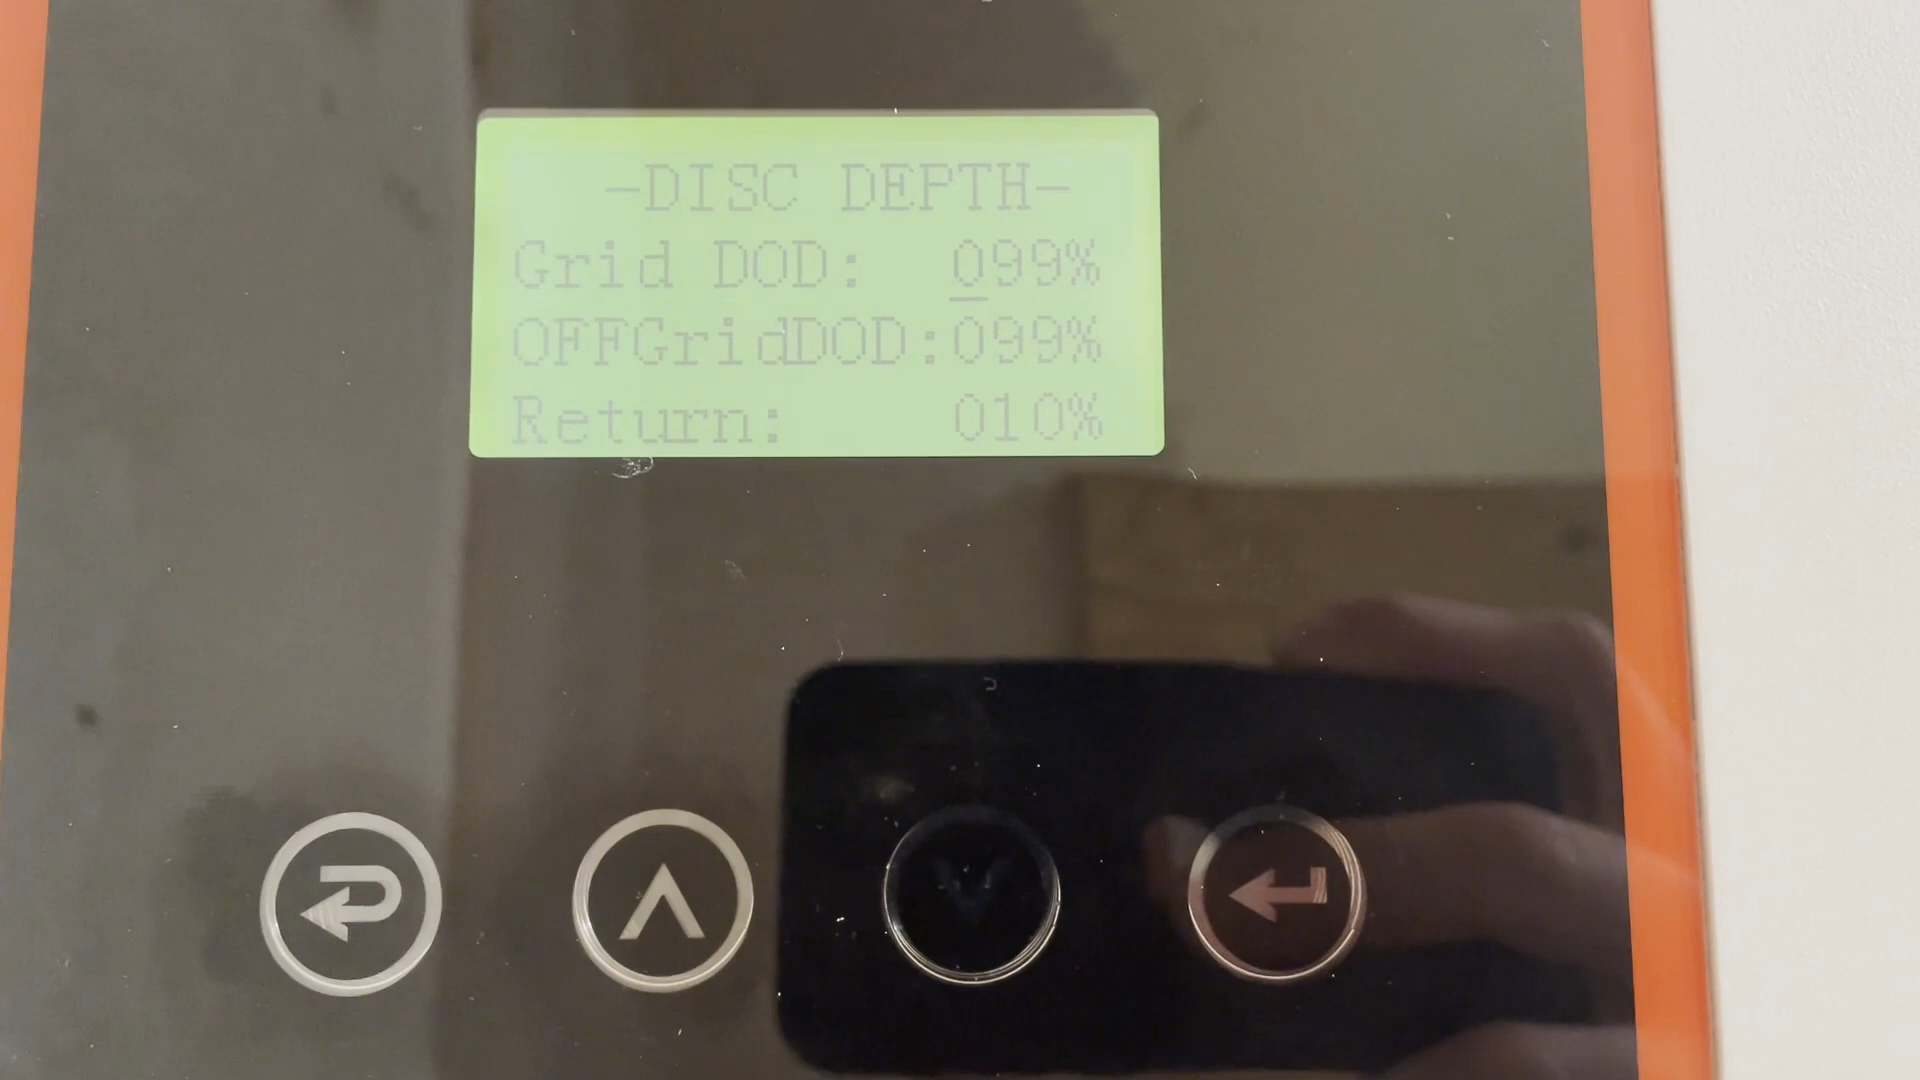 -DISC DEPTH-
Grid DOD: 099%
OFFGridDOD:099%
Return: 010%